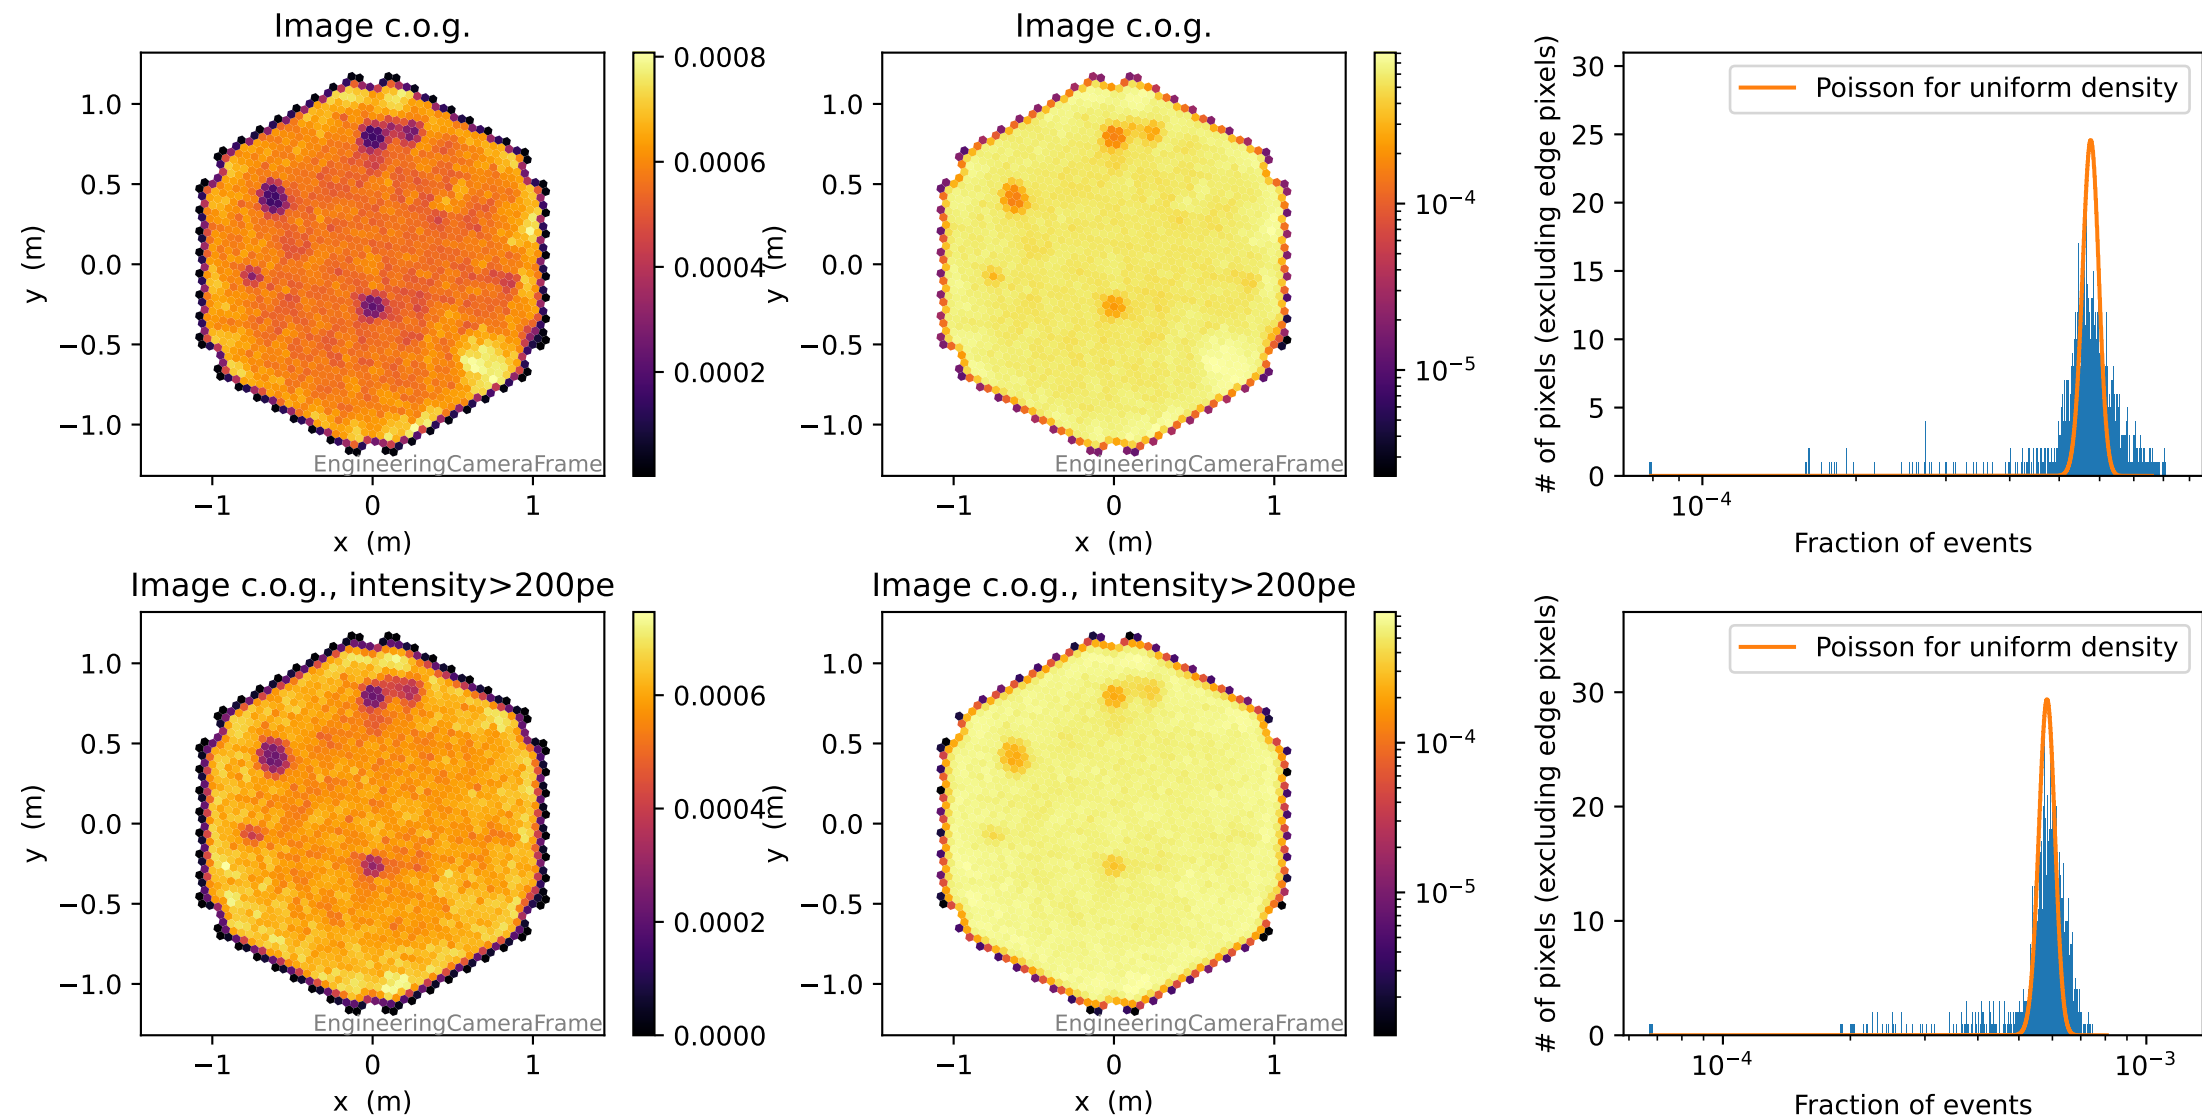 Image c.o.g.
y (m)
1.0
0.5
0.0
−0.5
−1.0
−1
0
1
x (m)
EngineeringCameraFrame
0.0008
0.0006
0.0004
0.0002
Image c.o.g.
y (m)
1.0
0.5
0.0
−0.5
−1.0
−1
0
1
x (m)
EngineeringCameraFrame
10−4
10−5
# of pixels (excluding edge pixels)
30
25
20
15
10
5
0
Poisson for uniform density
10−4
Fraction of events
Image c.o.g., intensity>200pe
y (m)
1.0
0.5
0.0
−0.5
−1.0
−1
0
1
x (m)
EngineeringCameraFrame
0.0006
0.0004
0.0002
0.0000
Image c.o.g., intensity>200pe
y (m)
1.0
0.5
0.0
−0.5
−1.0
−1
0
1
x (m)
EngineeringCameraFrame
10−4
10−5
# of pixels (excluding edge pixels)
30
20
10
0
Poisson for uniform density
10−4
10−3
Fraction of events